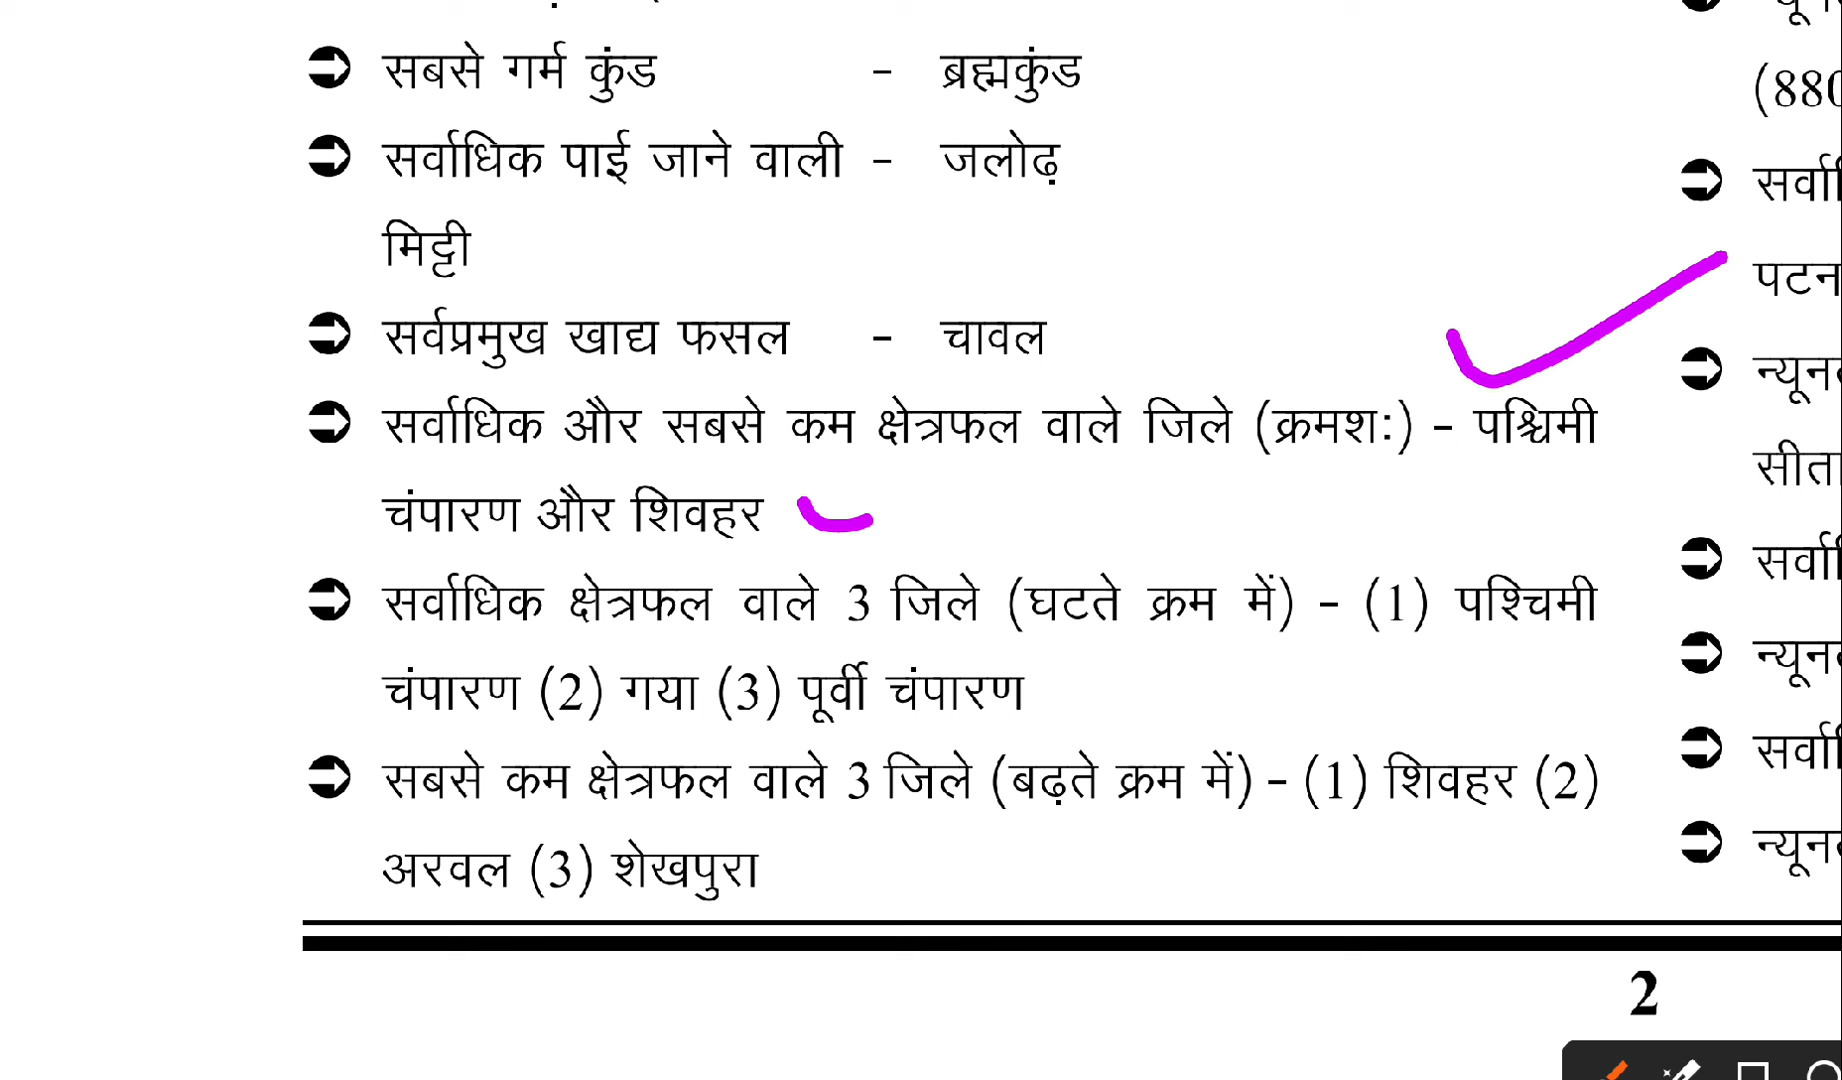 सबसे गर्म कुंड - ब्रह्मकुंड
सर्वाधिक पाई जाने वाली - जलोढ़
मिट्टी
सर्वप्रमुख खाद्य फसल - चावल
सर्वाधिक और सबसे कम क्षेत्रफल वाले जिले (क्रमशः) - पश्चिमी
चंपारण और शिवहर
सर्वाधिक क्षेत्रफल वाले 3 जिले (घटते क्रम में) - (1) पश्चिमी
चंपारण (2) गया (3) पूर्वी चंपारण
सबसे कम क्षेत्रफल वाले 3 जिले (बढ़ते क्रम में) - (1) शिवहर (2)
अरवल (3) शेखपुरा
2